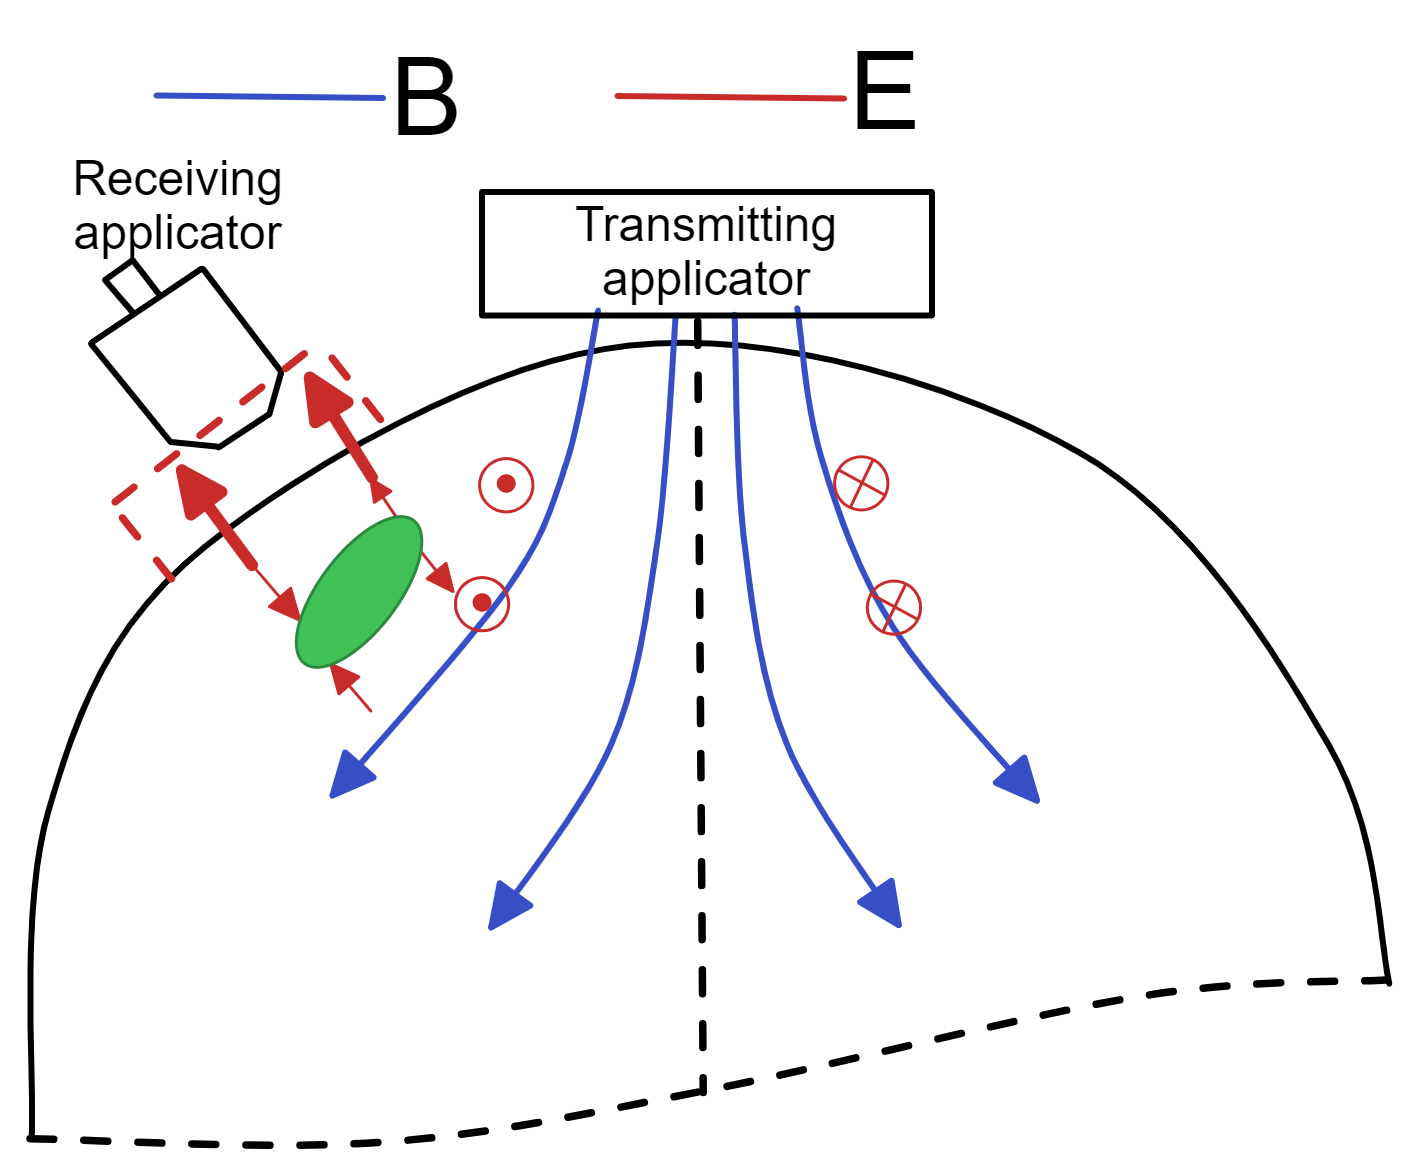 B
E
Receiving
applicator
Transmitting
applicator